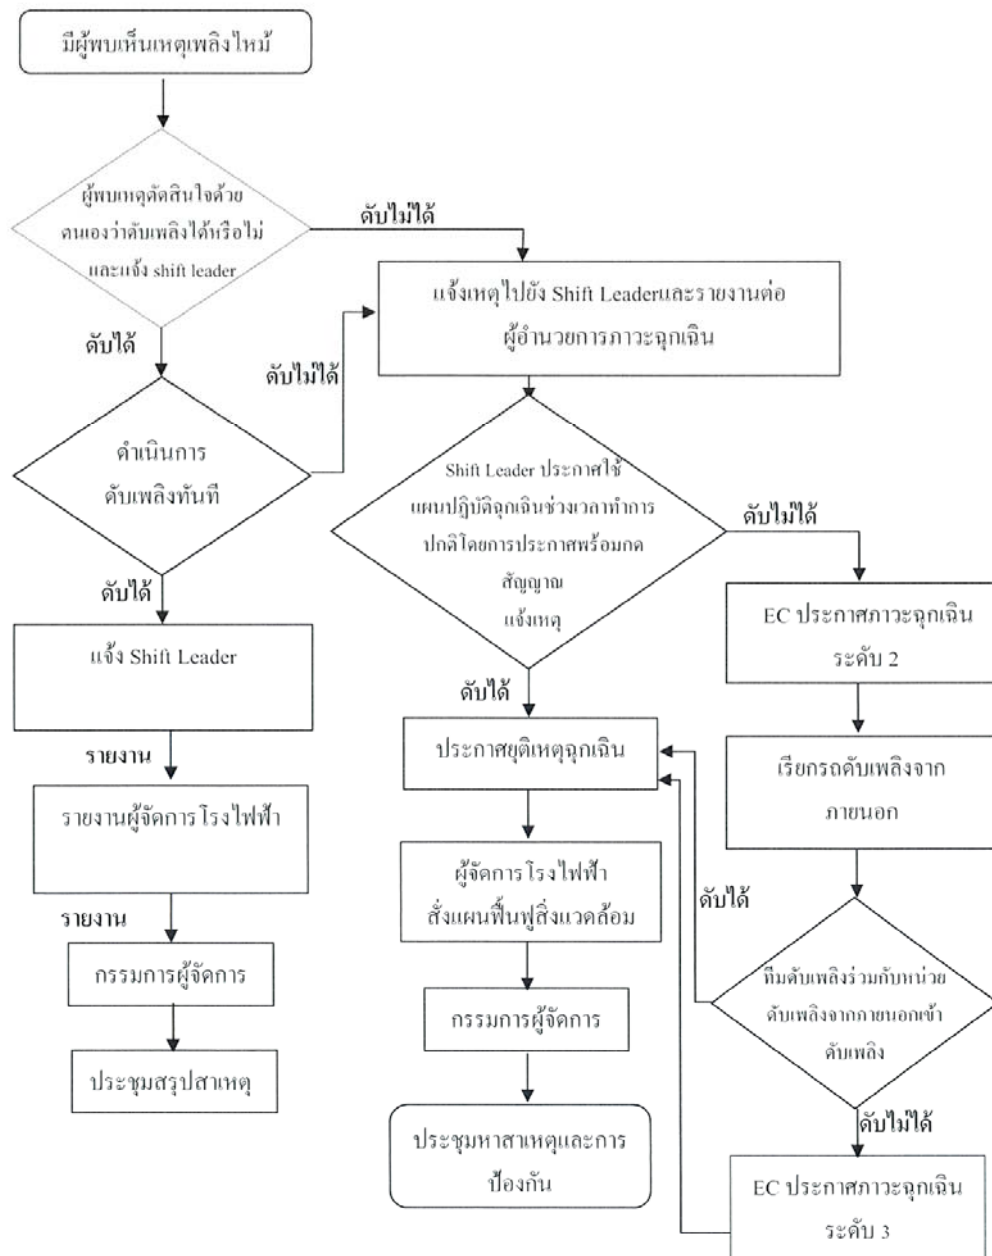 มีผู้พบเห็นเหตุเพลิงไหม้
ผู้พบเหตุตัดสินใจด้วย
ตนเองว่าดับเพลิงได้หรือไม่
และแจ้ง shift leader
ดับไม่ได้
ดับได้
แจ้งเหตุไปยัง Shift Leaderและรายงานต่อ
ผู้อำนวยการภาวะฉุกเฉิน
ดับไม่ได้
ดำเนินการ
ดับเพลิงทันที
ดับได้
แจ้ง Shift Leader
รายงาน
รายงานผู้จัดการโรงไฟฟ้า
รายงาน
กรรมการผู้จัดการ
ประชุมสรุปสาเหตุ
Shift Leader ประกาศใช้
แผนปฏิบัติฉุกเฉินช่วงเวลาทำการ
ปกติโดยการประกาศพร้อมกด
สัญญาณ
แจ้งเหตุ
ดับไม่ได้
ดับได้
ประกาศยุติเหตุฉุกเฉิน
ผู้จัดการโรงไฟฟ้า
สั่งแผนฟื้นฟูสิ่งแวดล้อม
กรรมการผู้จัดการ
ประชุมหาสาเหตุและการ
ป้องกัน
EC ประกาศภาวะฉุกเฉิน
ระดับ 2
เรียกรถดับเพลิงจาก
ภายนอก
ดับได้
ทีมดับเพลิงร่วมกับหน่วย
ดับเพลิงจากภายนอกเข้า
ดับเพลิง
ดับไม่ได้
EC ประกาศภาวะฉุกเฉิน
ระดับ 3